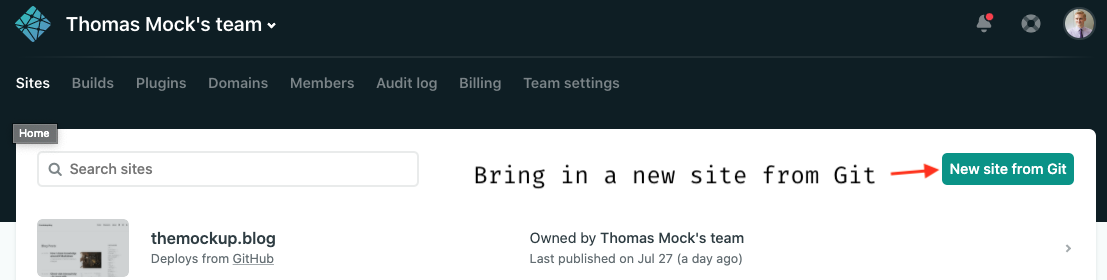 Thomas Mock's team
Sites Builds Plugins Domains Members Audit log Billing Team settings
Home
Search sites
Bring in a new site from Git
New site from Git
themockup.blog
Deploys from GitHub
Owned by Thomas Mock's team
Last published on Jul 27 (a day ago)